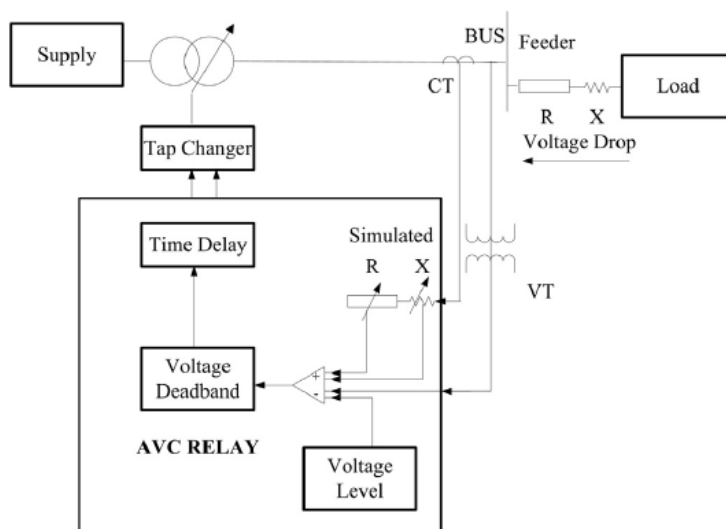 Supply
BUS
Feeder
Load
CT
R
X
Voltage Drop
Tap Changer
Time Delay
Simulated
R
X
VT
Voltage
Deadband
+
-
AVC RELAY
Voltage
Level